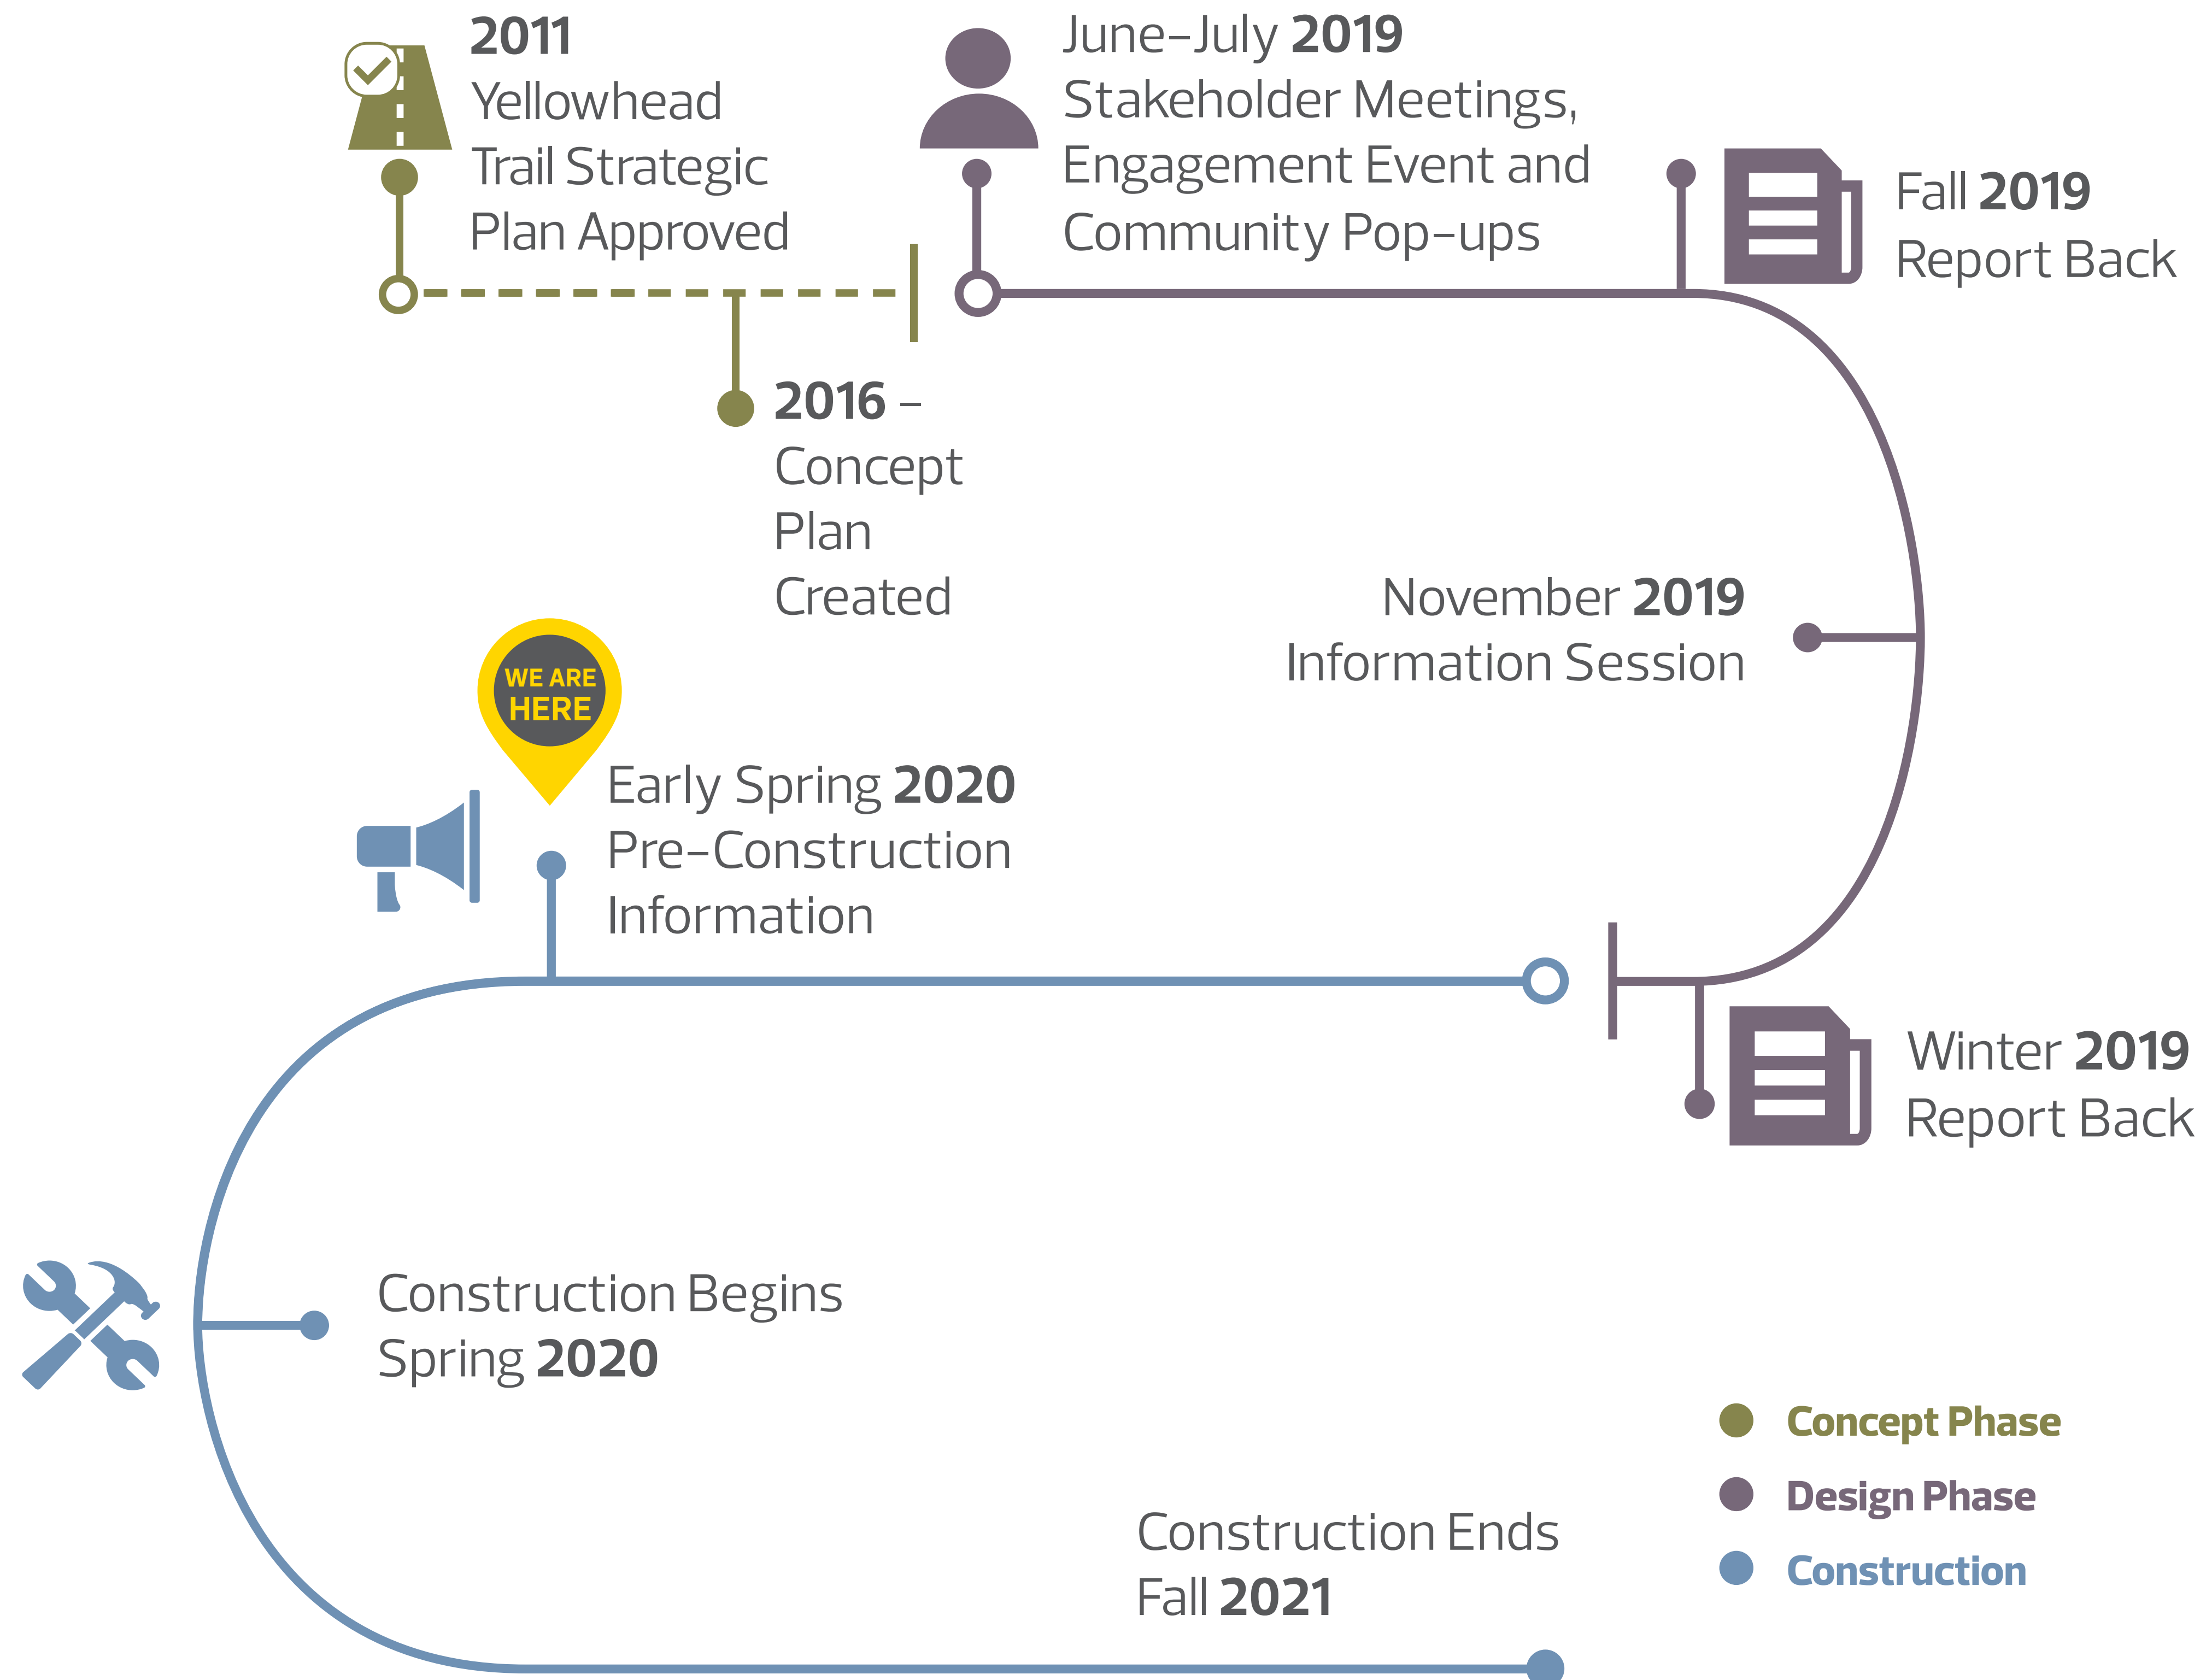 2011
Yellowhead
Trail Strategic
Plan Approved
2016 –
Concept
Plan
Created
June–July 2019
Stakeholder Meetings,
Engagement Event and
Community Pop-ups
Fall 2019
Report Back
November 2019
Information Session
Winter 2019
Report Back
WE ARE
HERE
Early Spring 2020
Pre-Construction
Information
Construction Begins
Spring 2020
Construction Ends
Fall 2021
Concept Phase
Design Phase
Construction